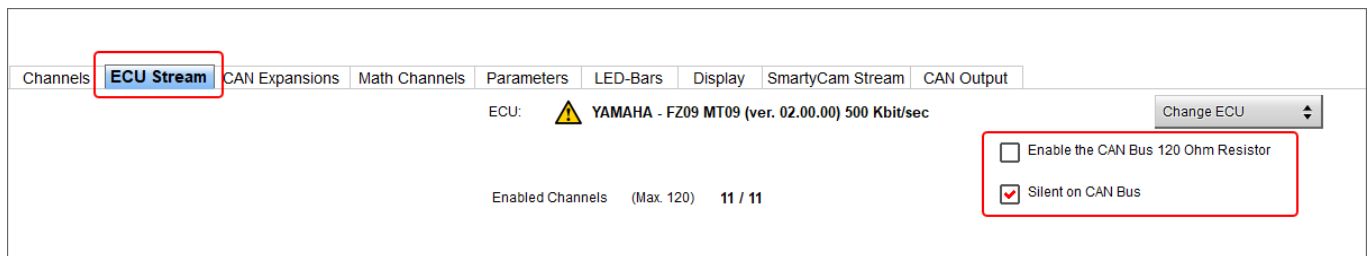 Channels ECU Stream CAN Expansions Math Channels Parameters LED-Bars Display SmartyCam Stream CAN Output
ECU: YAMAHA - FZ09 MT09 (ver. 02.00.00) 500 Kbit/sec Change ECU
Enable the CAN Bus 120 Ohm Resistor
Enabled Channels (Max. 120) 11 / 11 Silent on CAN Bus